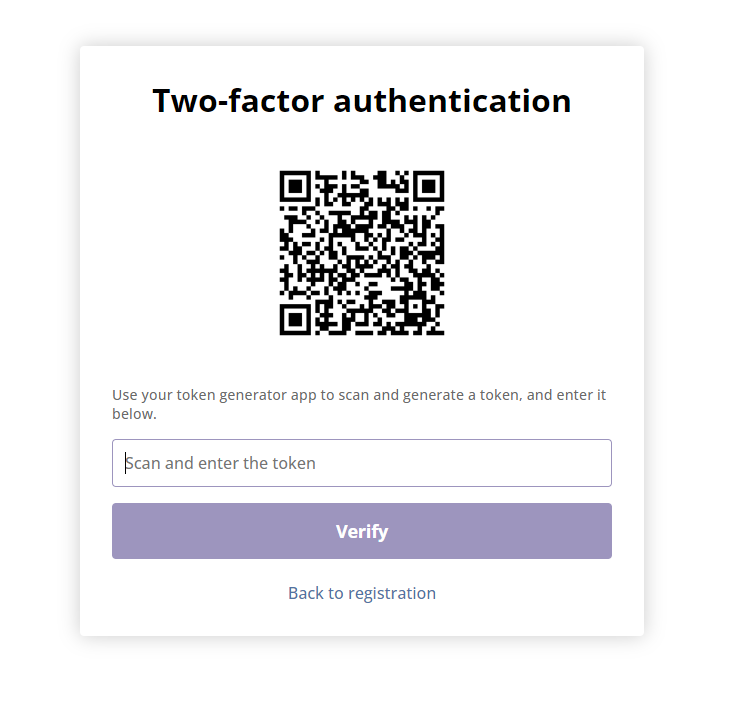 Two-factor authentication
Use your token generator app to scan and generate a token, and enter it
below.
Scan and enter the token
Verify
Back to registration